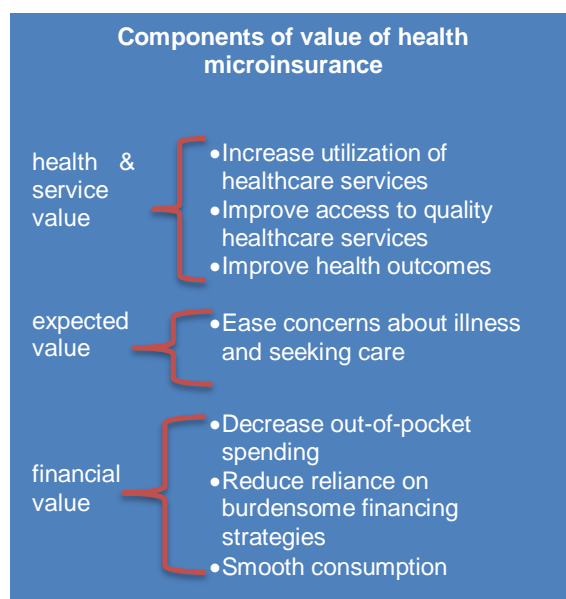 Components of value of health
microinsurance
health &
service
value
•Increase utilization of
healthcare services
•Improve access to quality
healthcare services
•Improve health outcomes
expected
value
•Ease concerns about illness
and seeking care
financial
value
•Decrease out-of-pocket
spending
•Reduce reliance on
burdensome financing
strategies
•Smooth consumption